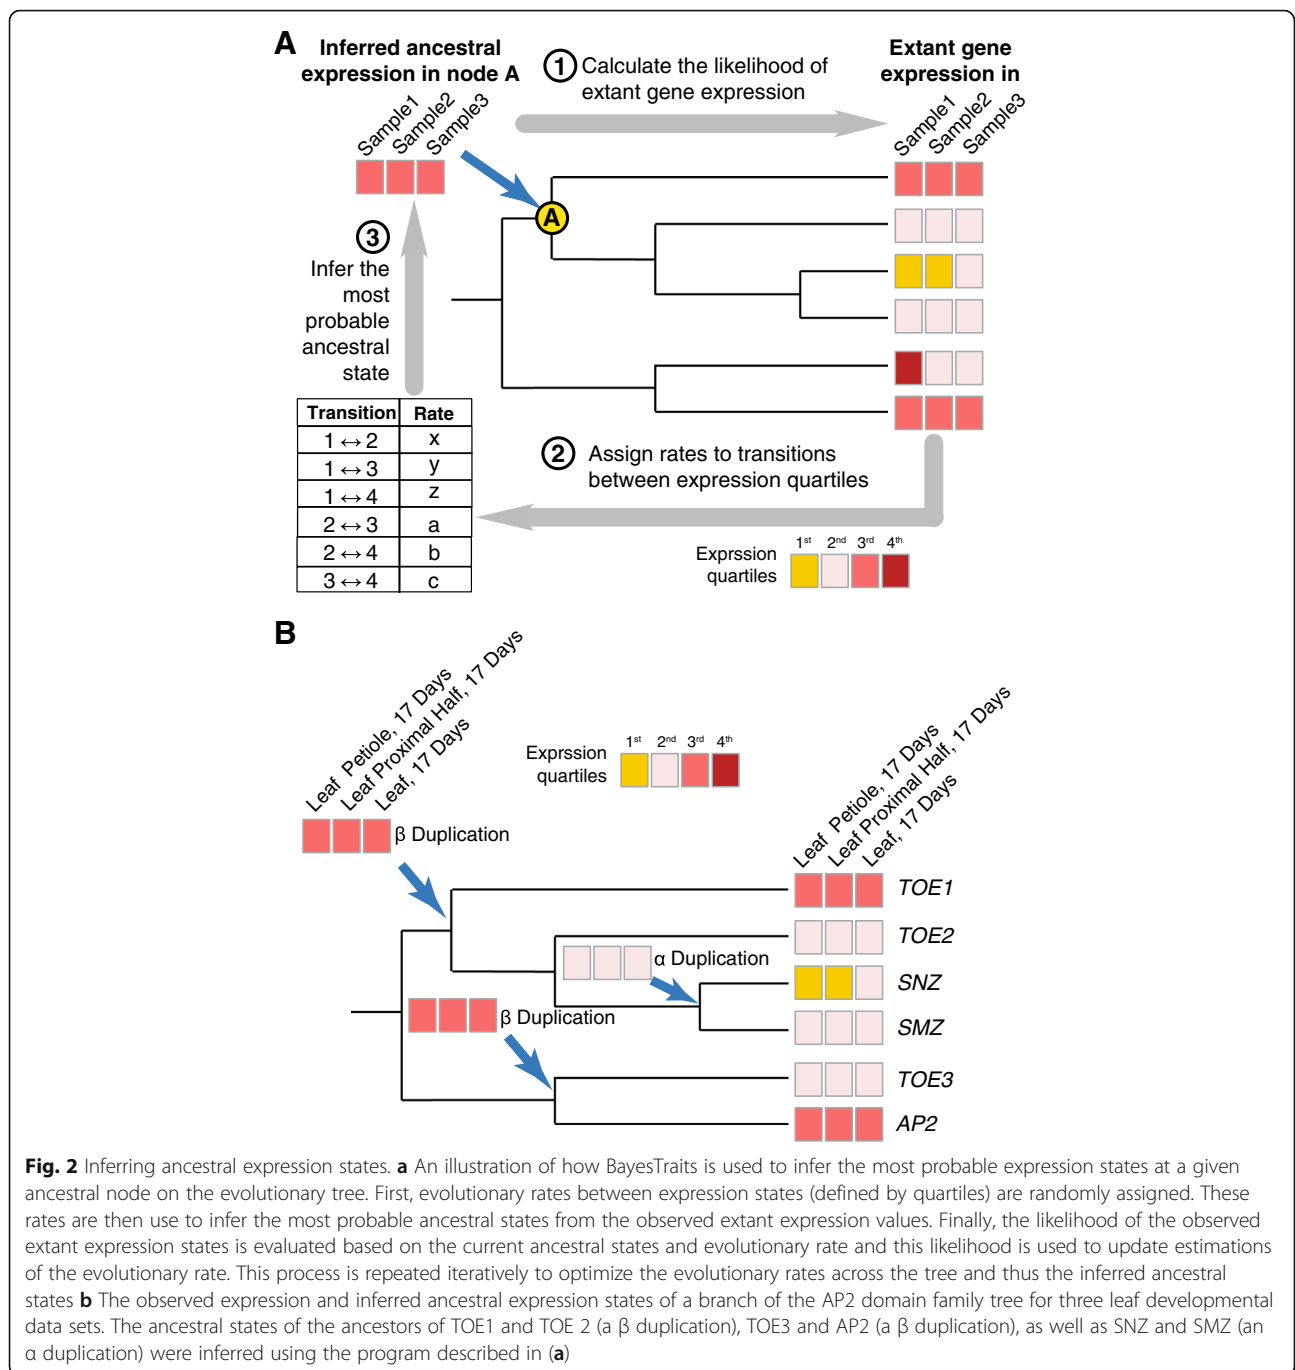 A
Inferred ancestral
expression in node A
1 Calculate the likelihood of
extant gene expression
Extant gene
expression in
Sample1
Sample2
Sample3
Sample1
Sample2
Sample3
A
3
Infer the
most
probable
ancestral
state
Transition Rate
1 ↔ 2 x
1 ↔ 3 y
1 ↔ 4 z
2 ↔ 3 a
2 ↔ 4 b
3 ↔ 4 c
2 Assign rates to transitions
between expression quartiles
1st 2nd 3rd 4th
Exprssion
quartiles
B
Leaf Petiole, 17 Days
Leaf Proximal Half, 17 Days
Leaf, 17 Days
1st 2nd 3rd 4th
Exprssion
quartiles
Leaf Petiole, 17 Days
Leaf Proximal Half, 17 Days
Leaf, 17 Days
β Duplication
TOE1
TOE2
α Duplication
SNZ
β Duplication
SMZ
TOE3
AP2
Fig. 2 Inferring ancestral expression states. a An illustration of how BayesTraits is used to infer the most probable expression states at a given
ancestral node on the evolutionary tree. First, evolutionary rates between expression states (defined by quartiles) are randomly assigned. These
rates are then use to infer the most probable ancestral states from the observed extant expression values. Finally, the likelihood of the observed
extant expression states is evaluated based on the current ancestral states and evolutionary rate and this likelihood is used to update estimations
of the evolutionary rate. This process is repeated iteratively to optimize the evolutionary rates across the tree and thus the inferred ancestral
states b The observed expression and inferred ancestral expression states of a branch of the AP2 domain family tree for three leaf developmental
data sets. The ancestral states of the ancestors of TOE1 and TOE 2 (a β duplication), TOE3 and AP2 (a β duplication), as well as SNZ and SMZ (an
α duplication) were inferred using the program described in (a)